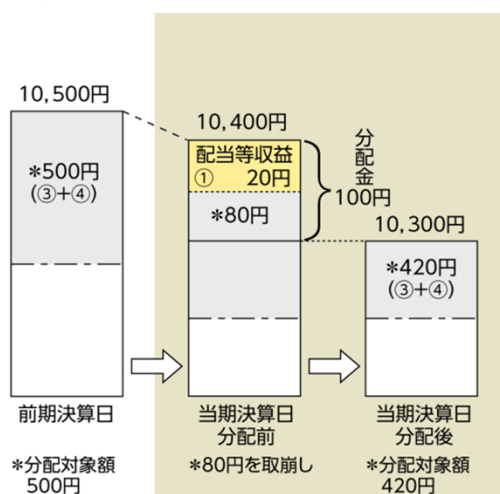 10,500円
*500円
(③+④)
前期決算日
*分配対象額
500円
10,400円
配当等収益
① 20円
*80円
分配金
100円
当期決算日
分配前
*80円を取崩し
10,300円
*420円
(③+④)
当期決算日
分配後
*分配対象額
420円